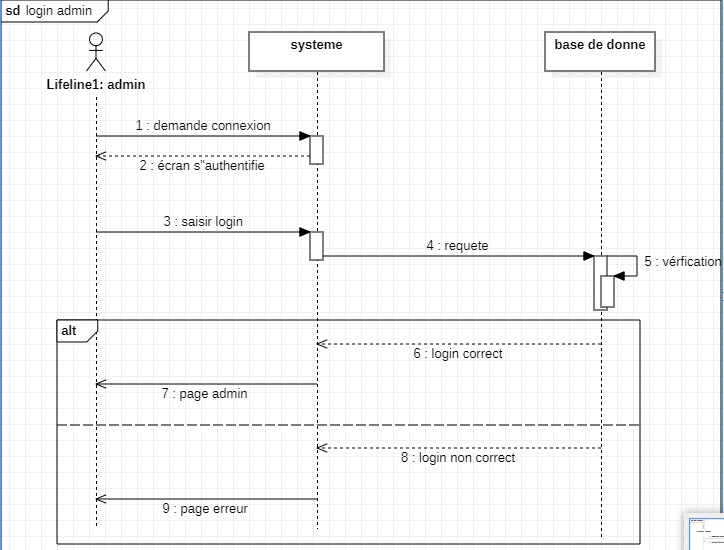 sd login admin
systeme
base de donne
Lifeline1: admin
1 : demande connexion
2 : écran s"authentifie
3 : saisir login
4 : requete
5 : vérfication
alt
6 : login correct
7 : page admin
8 : login non correct
9 : page erreur